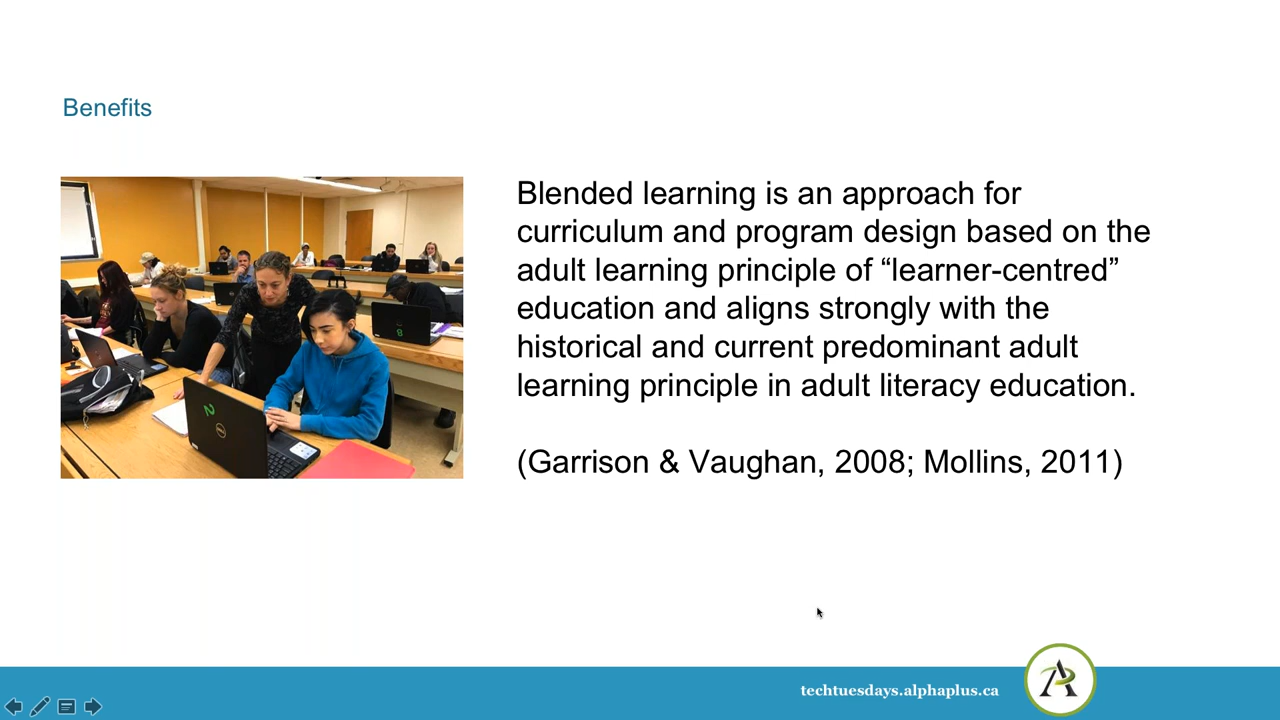 Benefits
Blended learning is an approach for
curriculum and program design based on the
adult learning principle of “learner-centred”
education and aligns strongly with the
historical and current predominant adult
learning principle in adult literacy education.
(Garrison & Vaughan, 2008; Mollins, 2011)
2
8
techtuesdays.alphaplus.ca